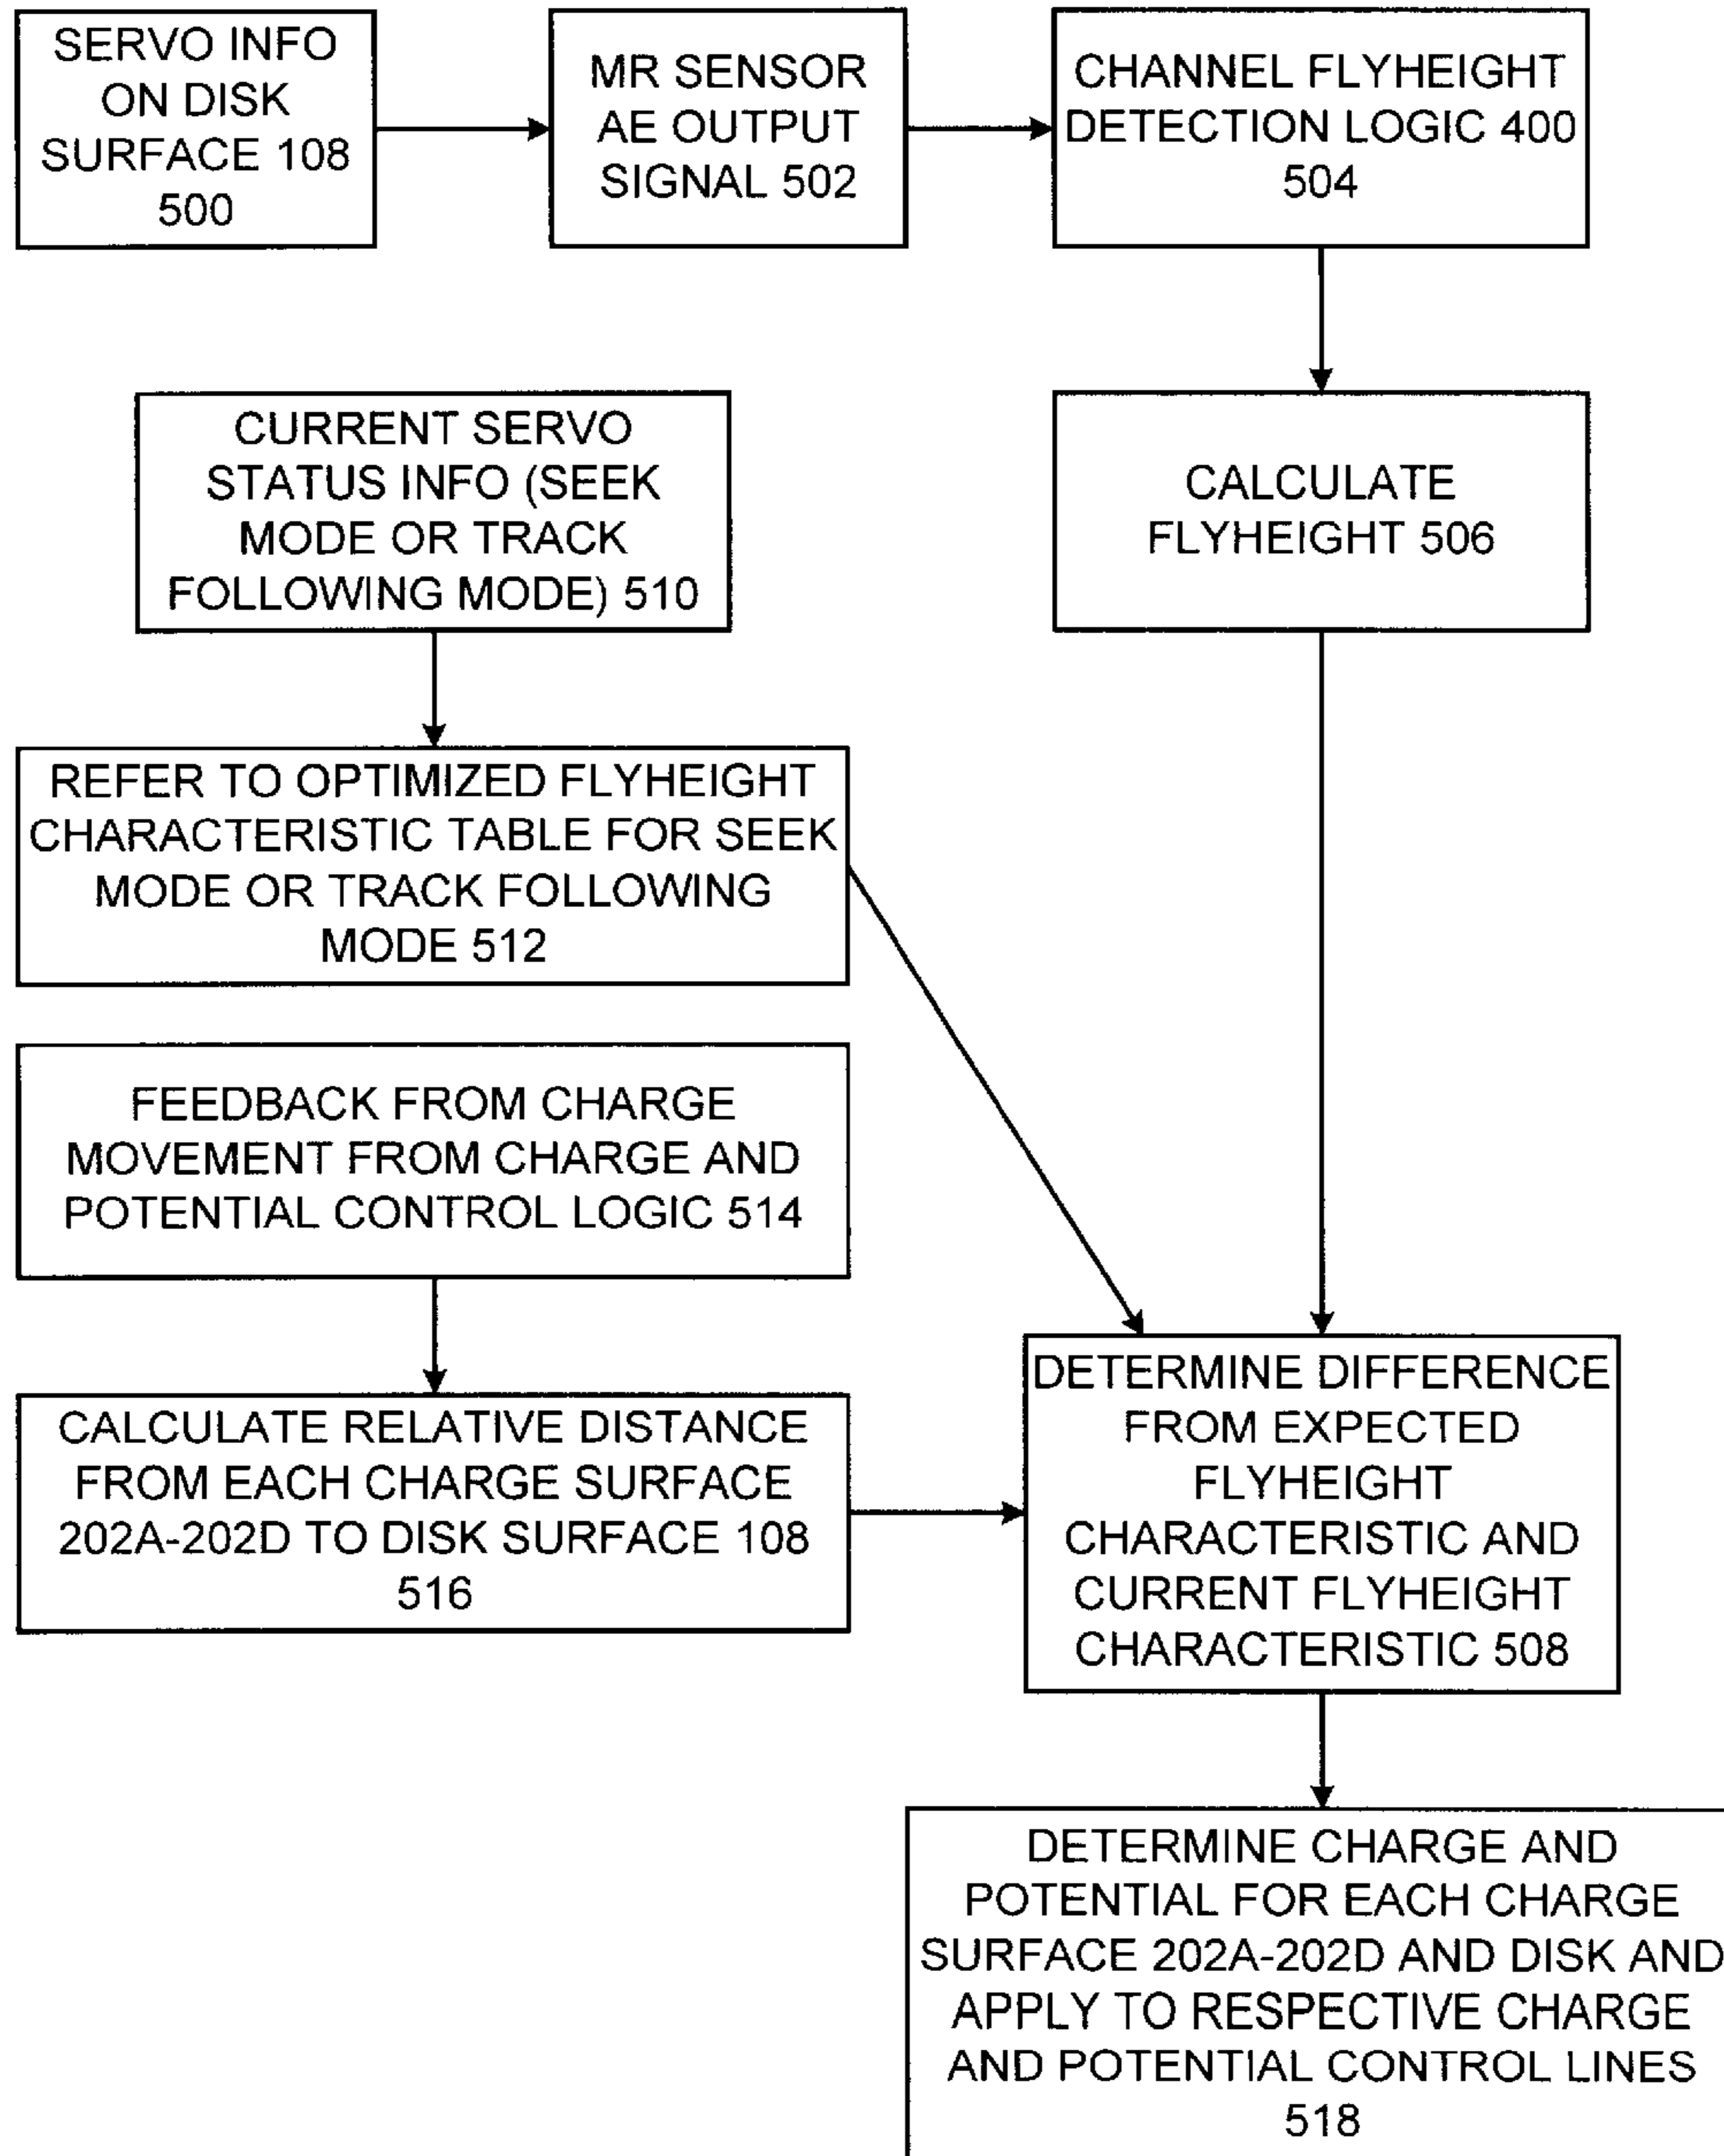 SERVO INFO
ON DISK
SURFACE 108
500
MR SENSOR
AE OUTPUT
SIGNAL 502
CHANNEL FLYHEIGHT
DETECTION LOGIC 400
504
CURRENT SERVO
STATUS INFO (SEEK
MODE OR TRACK
FOLLOWING MODE) 510
CALCULATE
FLYHEIGHT 506
REFER TO OPTIMIZED FLYHEIGHT
CHARACTERISTIC TABLE FOR SEEK
MODE OR TRACK FOLLOWING
MODE 512
FEEDBACK FROM CHARGE
MOVEMENT FROM CHARGE AND
POTENTIAL CONTROL LOGIC 514
CALCULATE RELATIVE DISTANCE
FROM EACH CHARGE SURFACE
202A-202D TO DISK SURFACE 108
516
DETERMINE DIFFERENCE
FROM EXPECTED
FLYHEIGHT
CHARACTERISTIC AND
CURRENT FLYHEIGHT
CHARACTERISTIC 508
DETERMINE CHARGE AND
POTENTIAL FOR EACH CHARGE
SURFACE 202A-202D AND DISK AND
APPLY TO RESPECTIVE CHARGE
AND POTENTIAL CONTROL LINES
518